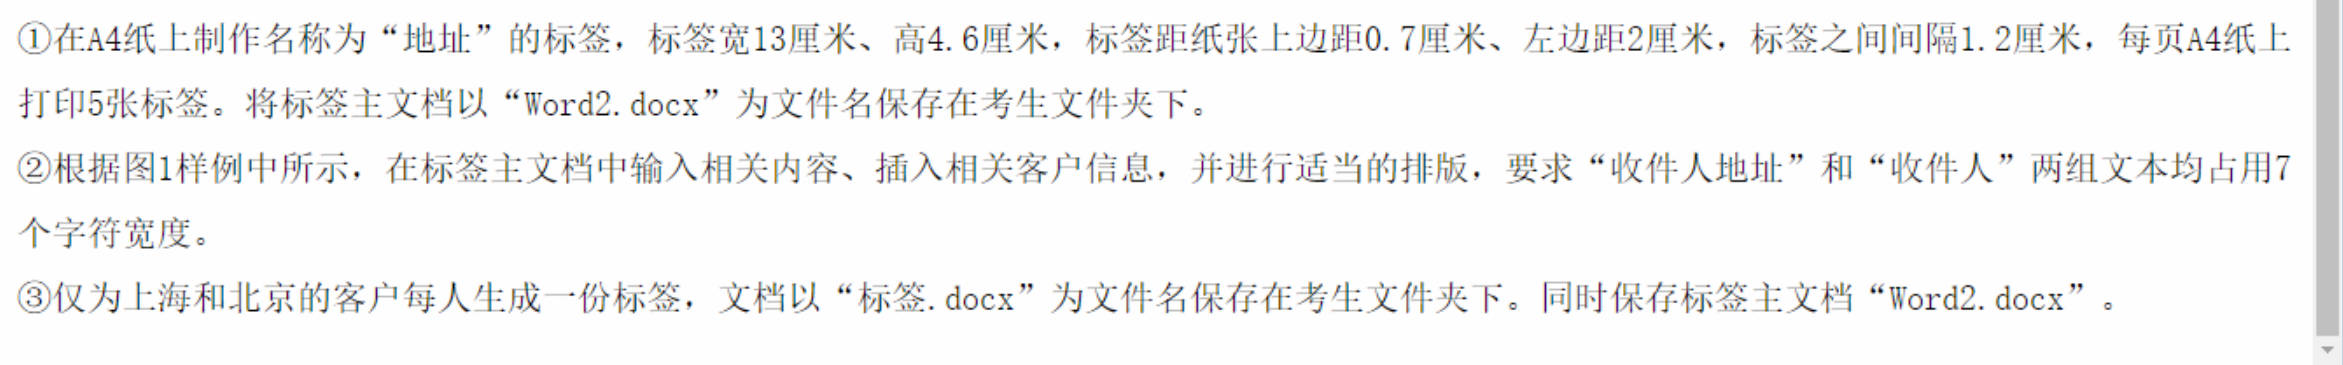 ①在A4纸上制作名称为“地址”的标签，标签宽13厘米、高4.6厘米，标签距纸张上边距0.7厘米、左边距2厘米，标签之间间隔1.2厘米，每页A4纸上
打印5张标签。将标签主文档以“Word2.docx”为文件名保存在考生文件夹下。
②根据图1样例中所示，在标签主文档中输入相关内容、插入相关客户信息，并进行适当的排版，要求“收件人地址”和“收件人”两组文本均占用7
个字符宽度。
③仅为上海和北京的客户每人生成一份标签，文档以“标签.docx”为文件名保存在考生文件夹下。同时保存标签主文档“Word2.docx”。